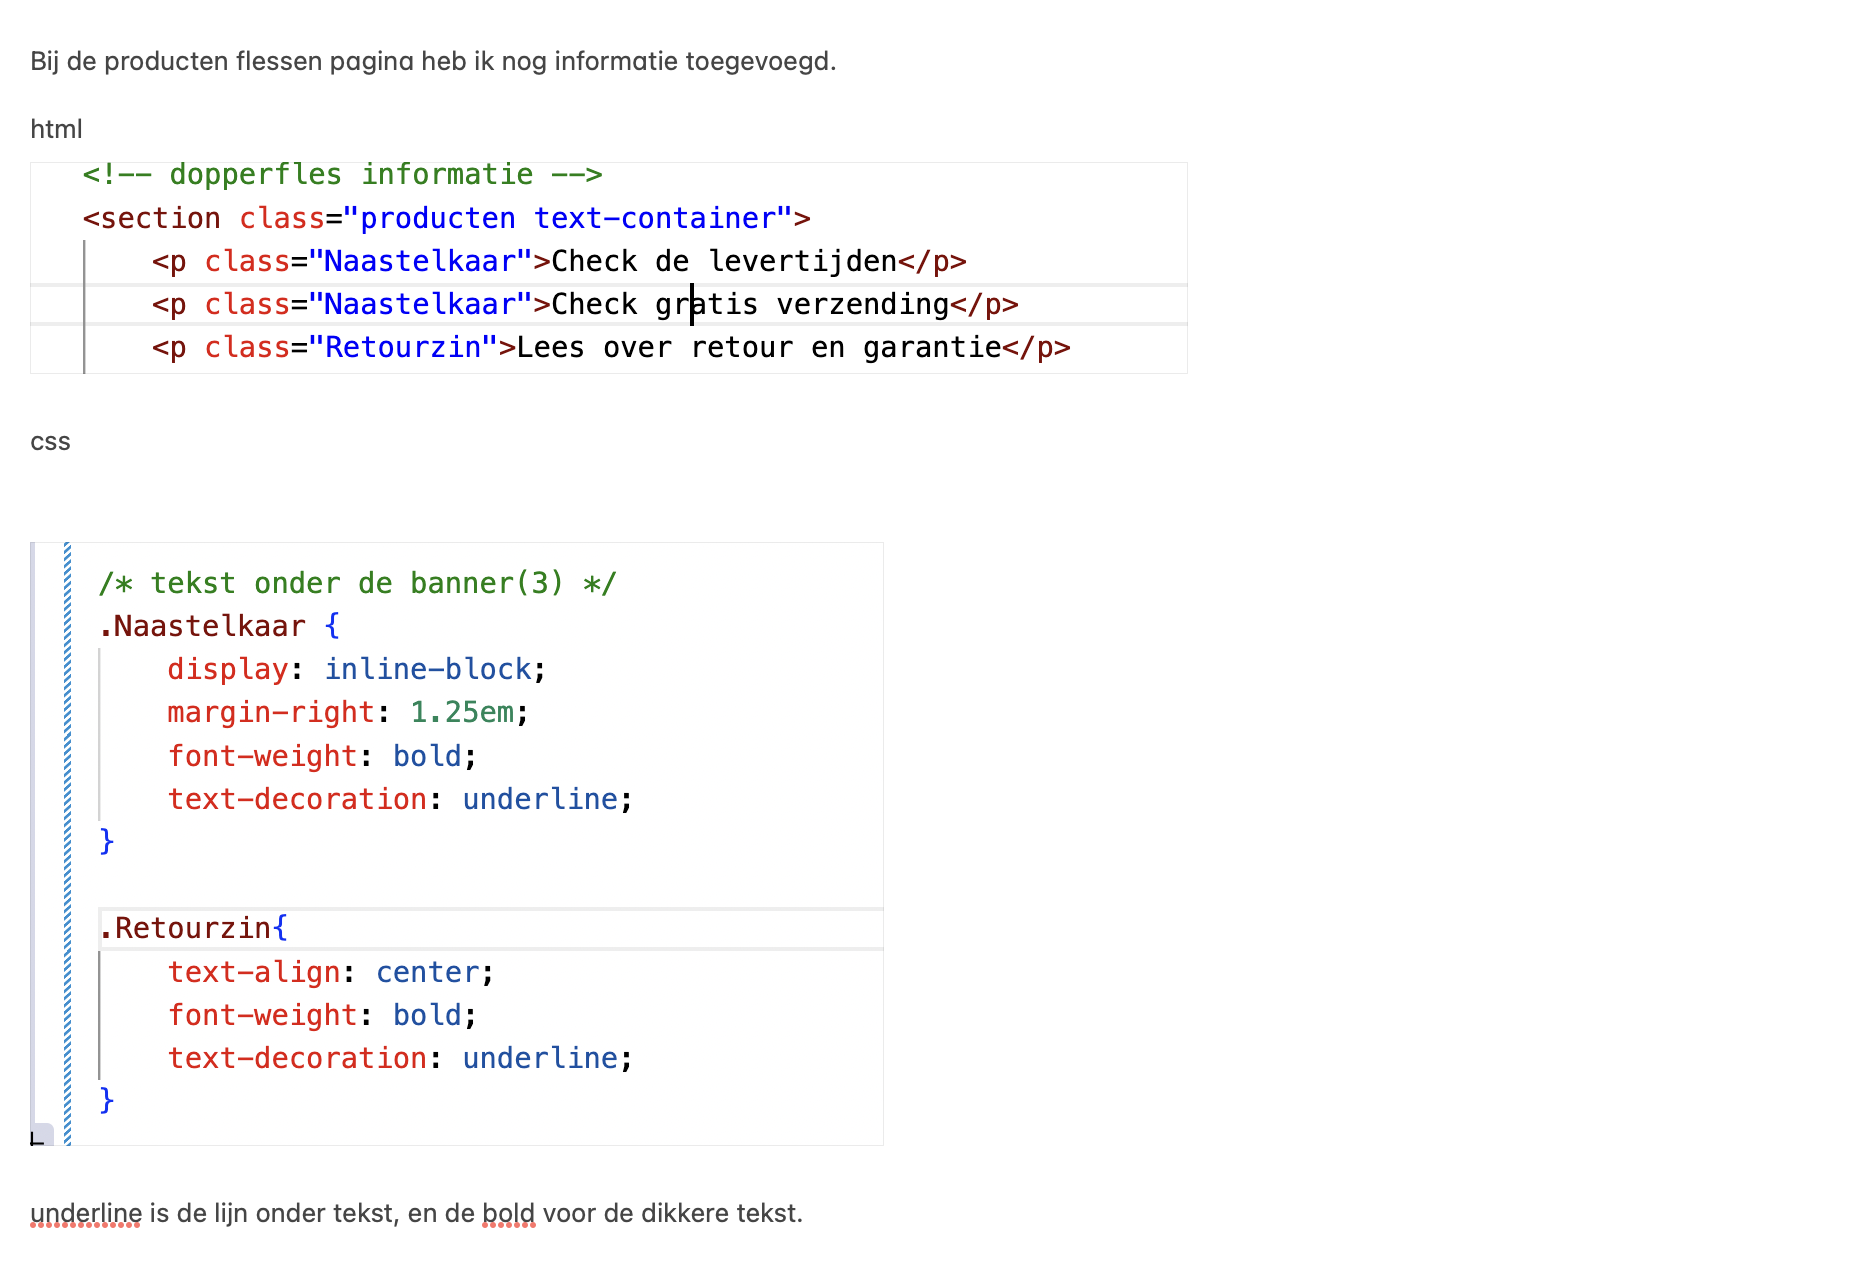 Bij de producten flessen pagina heb ik nog informatie toegevoegd.
html
<!-- dopperfles informatie -->
<section class="producten text-container">
<p class="Naastelkaar">Check de levertijden</p>
<p class="Naastelkaar">Check gratis verzending</p>
<p class="Retourzin">Lees over retour en garantie</p>
css
/* tekst onder de banner(3) */
.Naastelkaar {
display: inline-block;
margin-right: 1.25em;
font-weight: bold;
text-decoration: underline;
}
.Retourzin{
text-align: center;
font-weight: bold;
text-decoration: underline;
}
underline is de lijn onder tekst, en de bold voor de dikkere tekst.